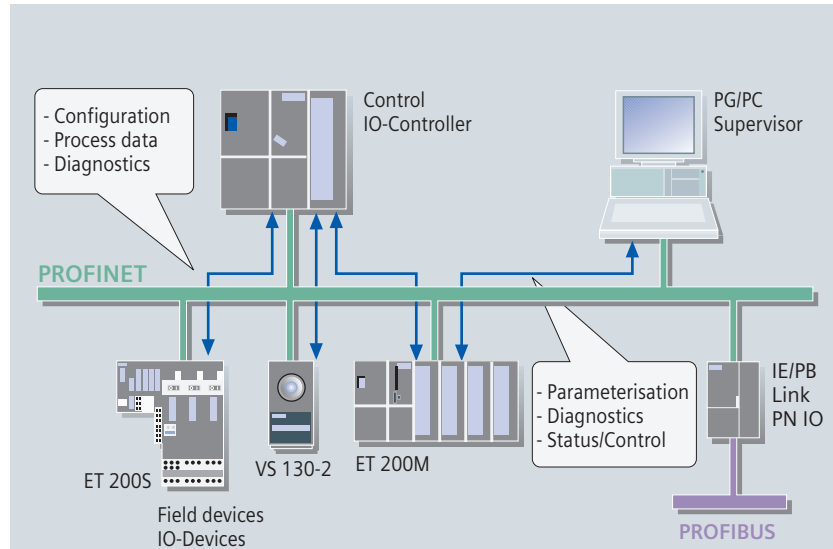 - Configuration
- Process data
- Diagnostics
Control
IO-Controller
PG/PC
Supervisor
PROFINET
ET 200S
VS 130-2
ET 200M
- Parameterisation
- Diagnostics
- Status/Control
IE/PB
Link
PN IO
Field devices
IO-Devices
PROFIBUS